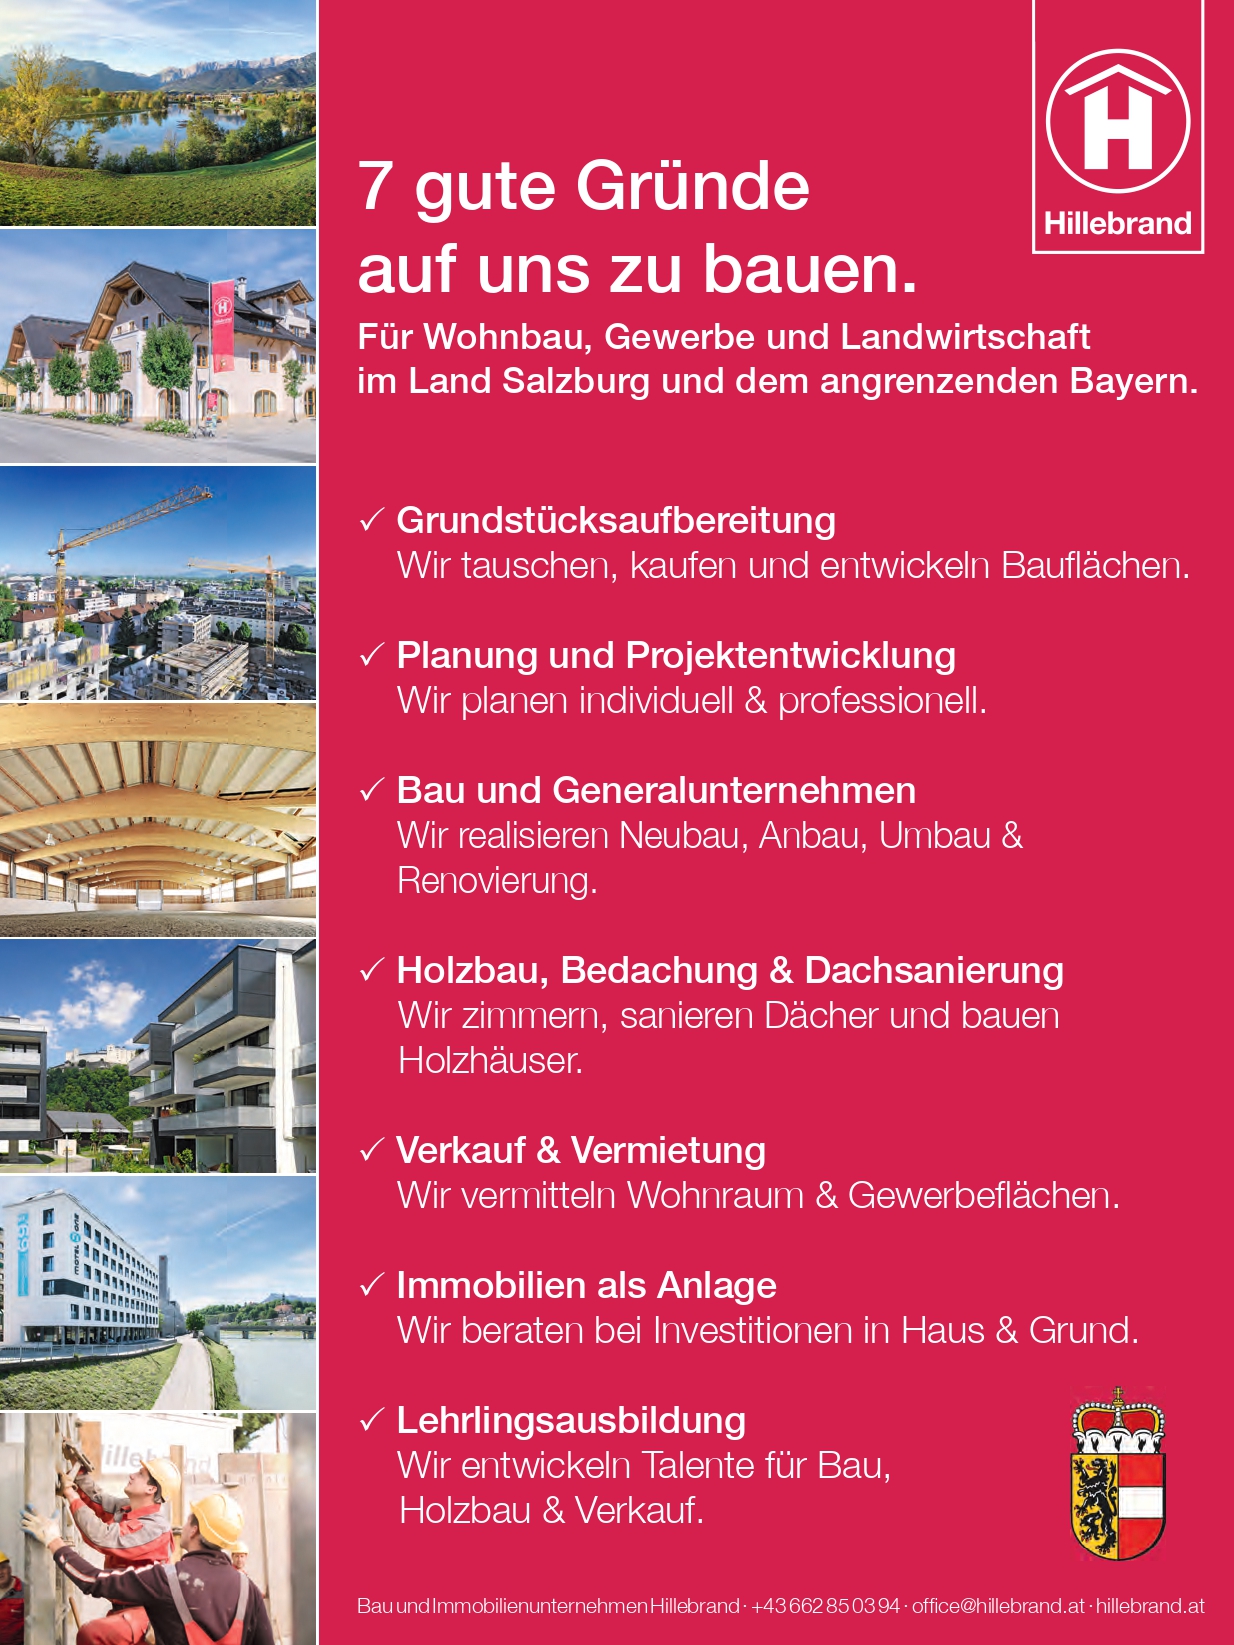 Hillebrand
7 gute Gründe
auf uns zu bauen.
Für Wohnbau, Gewerbe und Landwirtschaft
im Land Salzburg und dem angrenzenden Bayern.
✓ Grundstücksaufbereitung
Wir tauschen, kaufen und entwickeln Bauflächen.
✓ Planung und Projektentwicklung
Wir planen individuell & professionell.
✓ Bau und Generalunternehmen
Wir realisieren Neubau, Anbau, Umbau &
Renovierung.
✓ Holzbau, Bedachung & Dachsanierung
Wir zimmern, sanieren Dächer und bauen
Holzhäuser.
✓ Verkauf & Vermietung
Wir vermitteln Wohnraum & Gewerbeflächen.
✓ Immobilien als Anlage
Wir beraten bei Investitionen in Haus & Grund.
✓ Lehrlingsausbildung
Wir entwickeln Talente für Bau,
Holzbau & Verkauf.
Bau und Immobilienunternehmen Hillebrand · +43 662 85 03 94 · office@hillebrand.at · hillebrand.at
H
Hillebrand
MOTEL ONE
Hillebrand